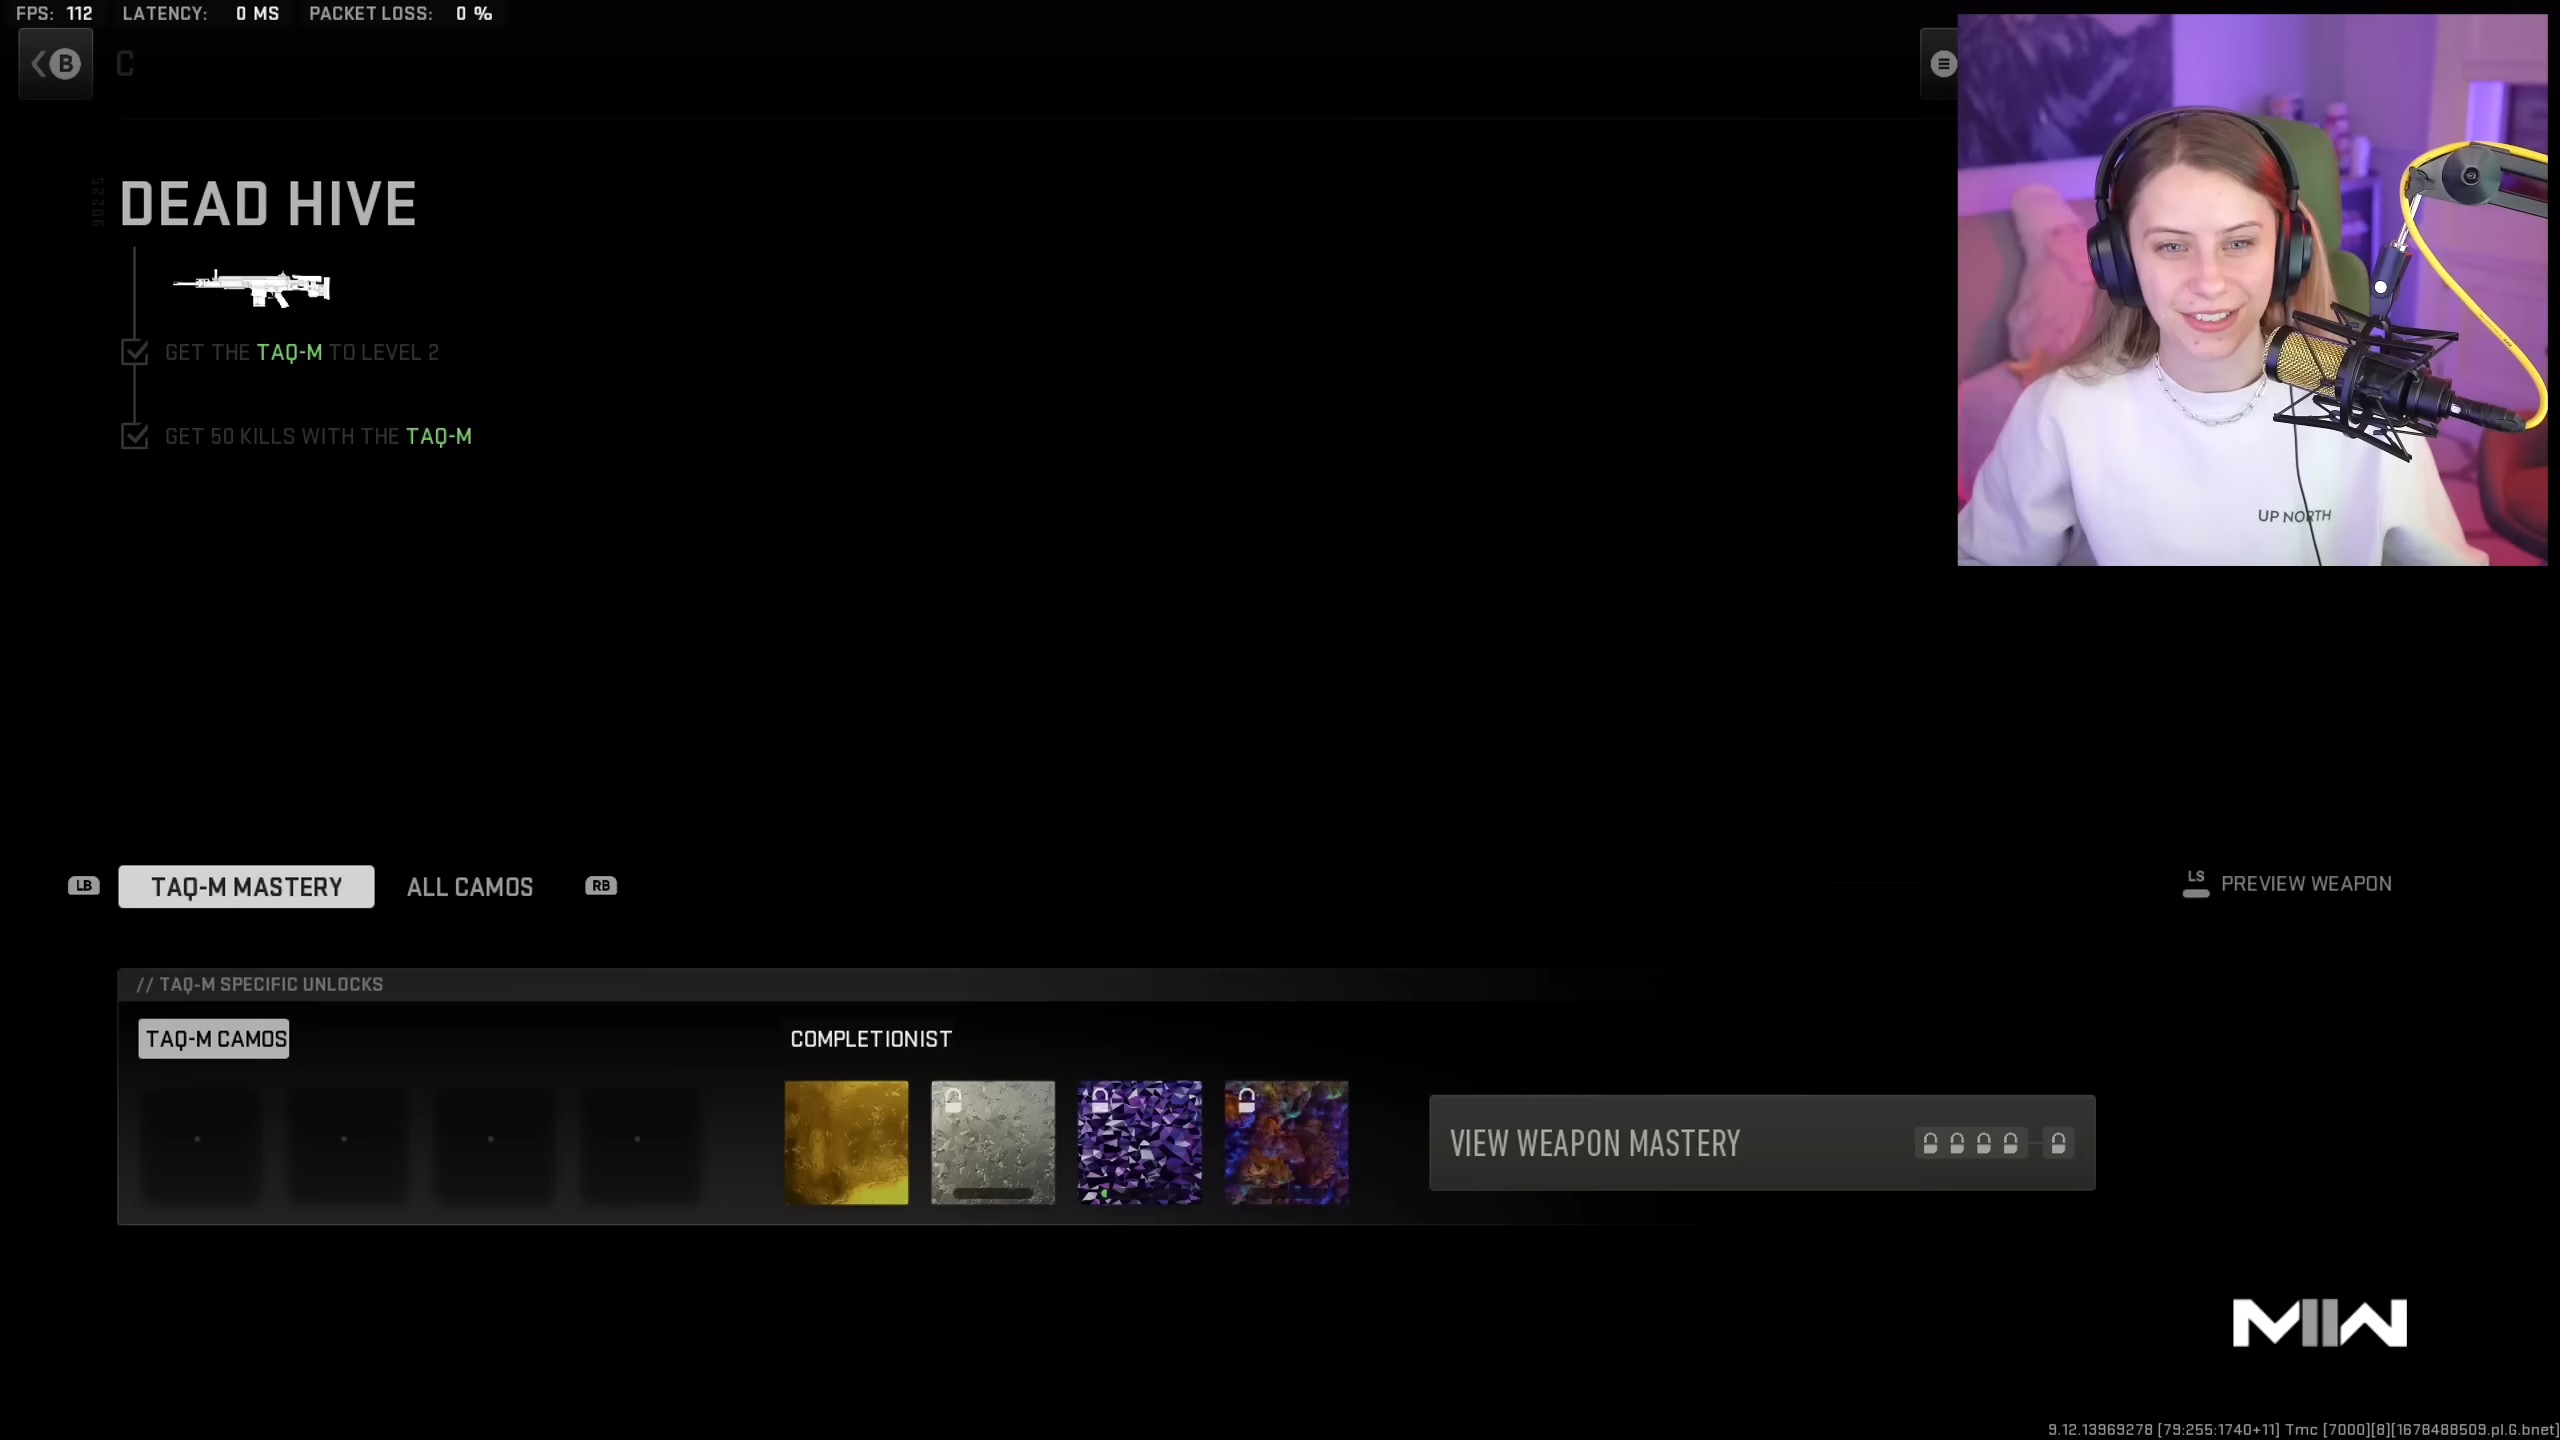 FPS: 112 LATENCY: 0 MS PACKET LOSS: 0 %
B C
DEAD HIVE
GET THE TAQ-M TO LEVEL 2
GET 50 KILLS WITH THE TAQ-M
UP NORTH
LB TAQ-M MASTERY ALL CAMOS RB
LS PREVIEW WEAPON
// TAQ-M SPECIFIC UNLOCKS
TAQ-M CAMOS COMPLETIONIST
VIEW WEAPON MASTERY
MIIW
9.12.13969278 [79:255:1740+11] Tmc [7000][8][1678488509.pl.G.bnet]